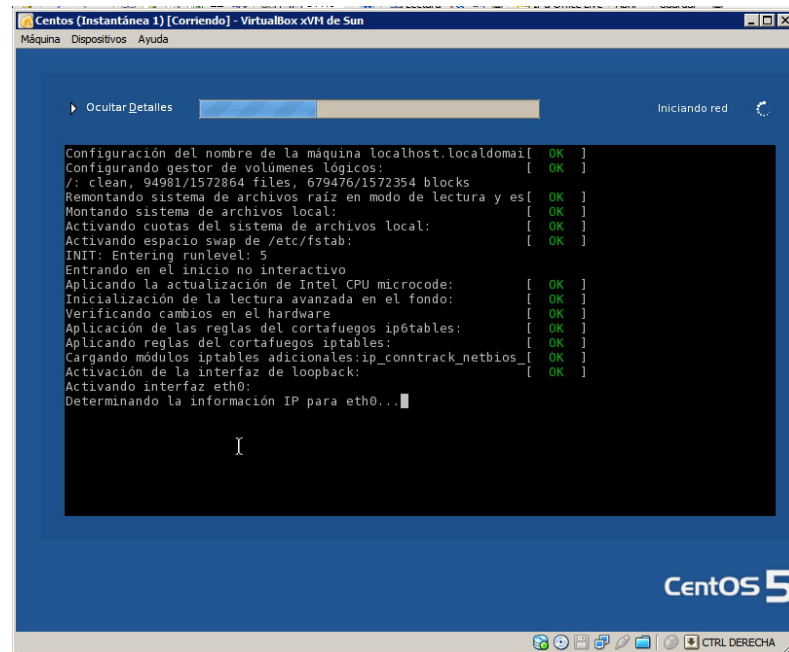 Centos (Instantánea 1) [Corriendo] - VirtualBox xVM de Sun
Máquina Dispositivos Ayuda
Ocultar Detalles
Iniciando red
Configuración del nombre de la máquina localhost.localdomai[ OK ]
Configurando gestor de volúmenes lógicos: [ OK ]
/: clean, 94981/1572864 files, 679476/1572354 blocks
Remontando sistema de archivos raíz en modo de lectura y es[ OK ]
Montando sistema de archivos local: [ OK ]
Activando cuotas del sistema de archivos local: [ OK ]
Activando espacio swap de /etc/fstab: [ OK ]
INIT: Entering runlevel: 5
Entrando en el inicio no interactivo
Aplicando la actualización de Intel CPU microcode: [ OK ]
Inicialización de la lectura avanzada en el fondo: [ OK ]
Verificando cambios en el hardware [ OK ]
Aplicación de las reglas del cortafuegos ip6tables: [ OK ]
Aplicando reglas del cortafuegos iptables: [ OK ]
Cargando módulos iptables adicionales:ip_conntrack_netbios_[ OK ]
Activación de la interfaz de loopback: [ OK ]
Activando interfaz eth0:
Determinando la información IP para eth0...
CentOS 5
CTRL DERECHA